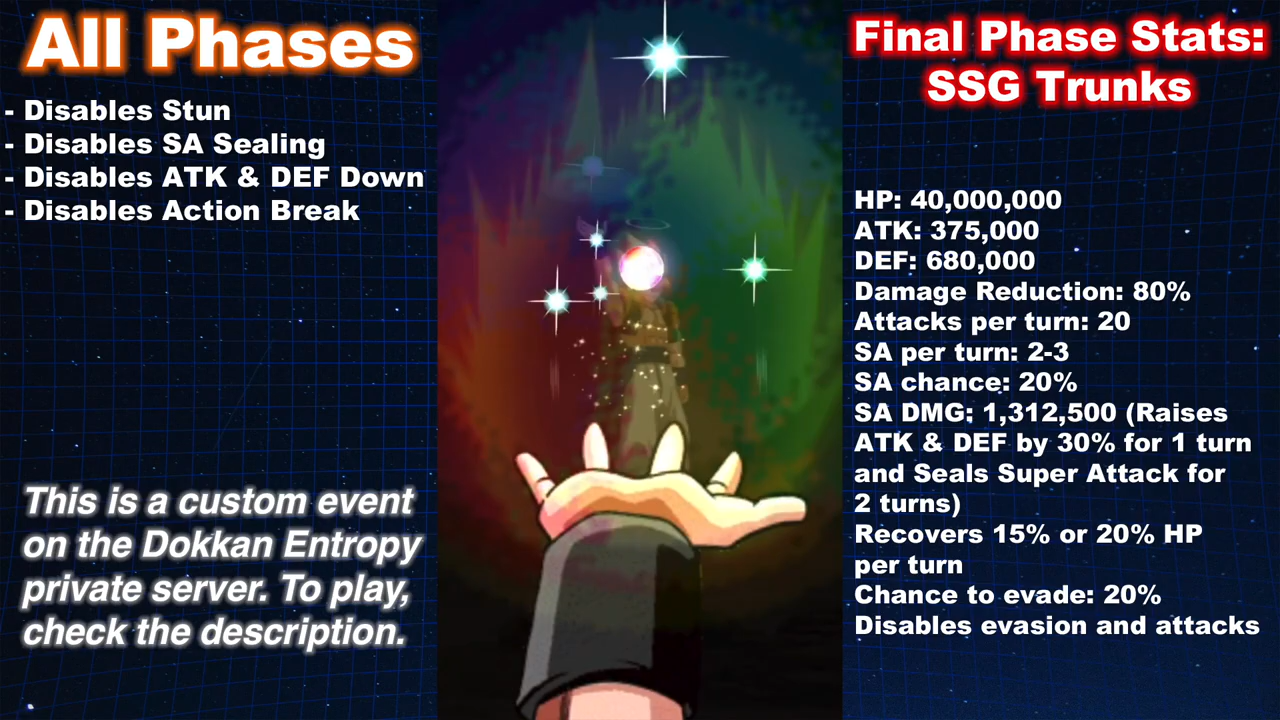 All Phases
- Disables Stun
- Disables SA Sealing
- Disables ATK & DEF Down
- Disables Action Break
This is a custom event
on the Dokkan Entropy
private server. To play,
check the description.
Final Phase Stats:
SSG Trunks
HP: 40,000,000
ATK: 375,000
DEF: 680,000
Damage Reduction: 80%
Attacks per turn: 20
SA per turn: 2-3
SA chance: 20%
SA DMG: 1,312,500 (Raises
ATK & DEF by 30% for 1 turn
and Seals Super Attack for
2 turns)
Recovers 15% or 20% HP
per turn
Chance to evade: 20%
Disables evasion and attacks